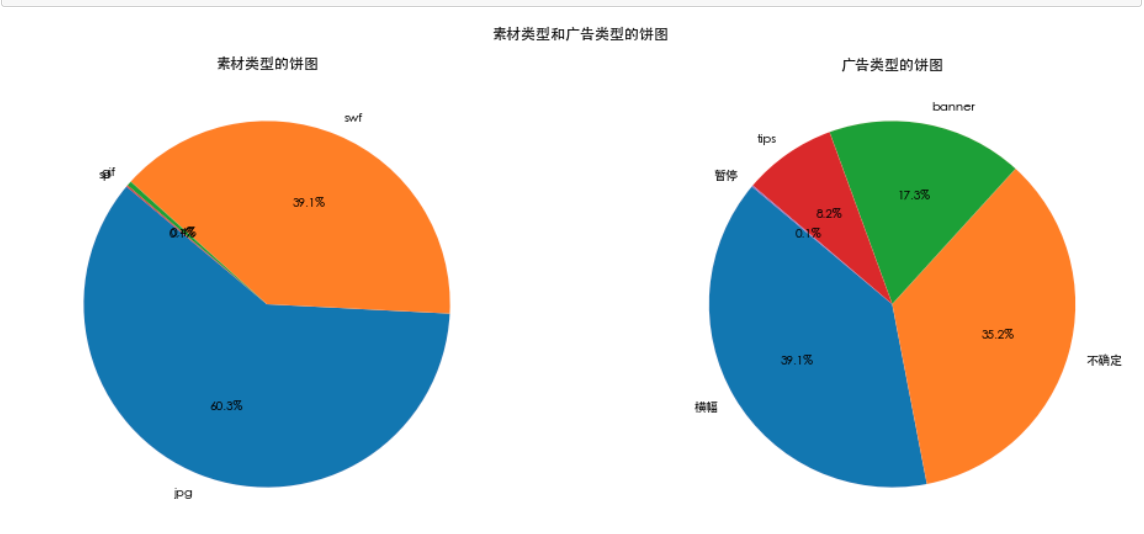 素材类型和广告类型的饼图
素材类型的饼图
swf
gif
39.1%
60.3%
jpg
广告类型的饼图
banner
tips
暂停
17.3%
8.2%
0.1%
35.2%
39.1%
不确定
横幅